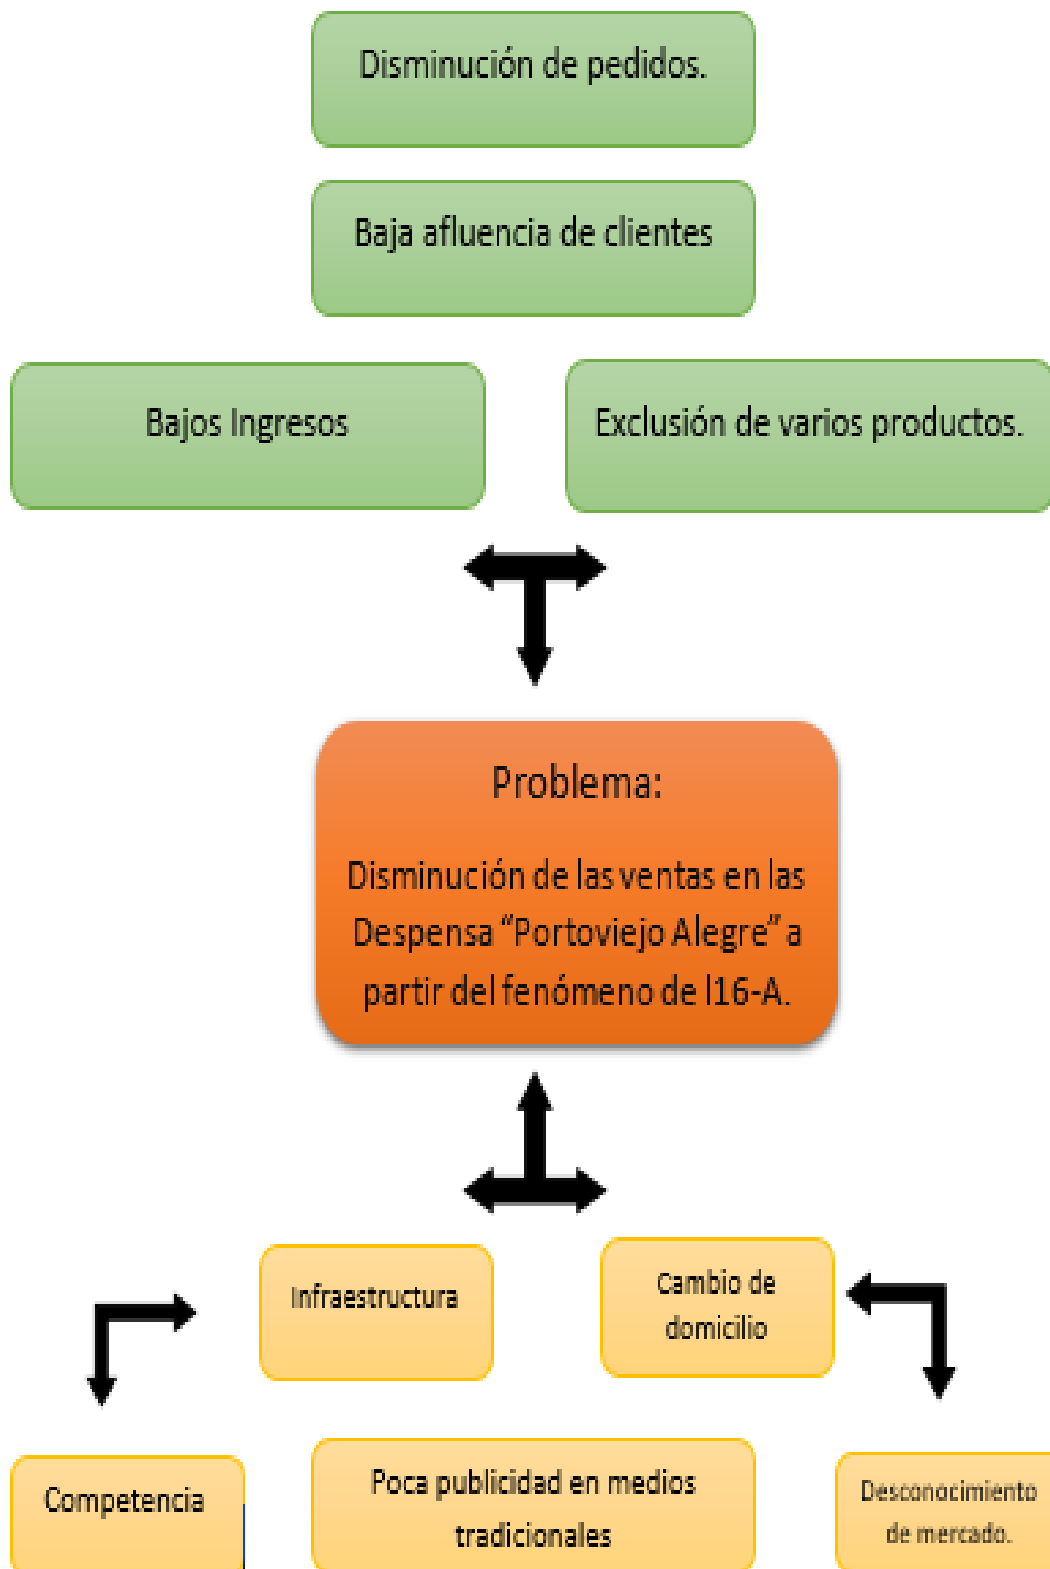 Disminución de pedidos.
Baja afluencia de clientes
Bajos Ingresos
Exclusión de varios productos.
Problema:
Disminución de las ventas en las
Despensa “Portoviejo Alegre” a
partir del fenómeno de l16-A.
Infraestructura
Cambio de
domicilio
Competencia
Poca publicidad en medios
tradicionales
Desconocimiento
de mercado.